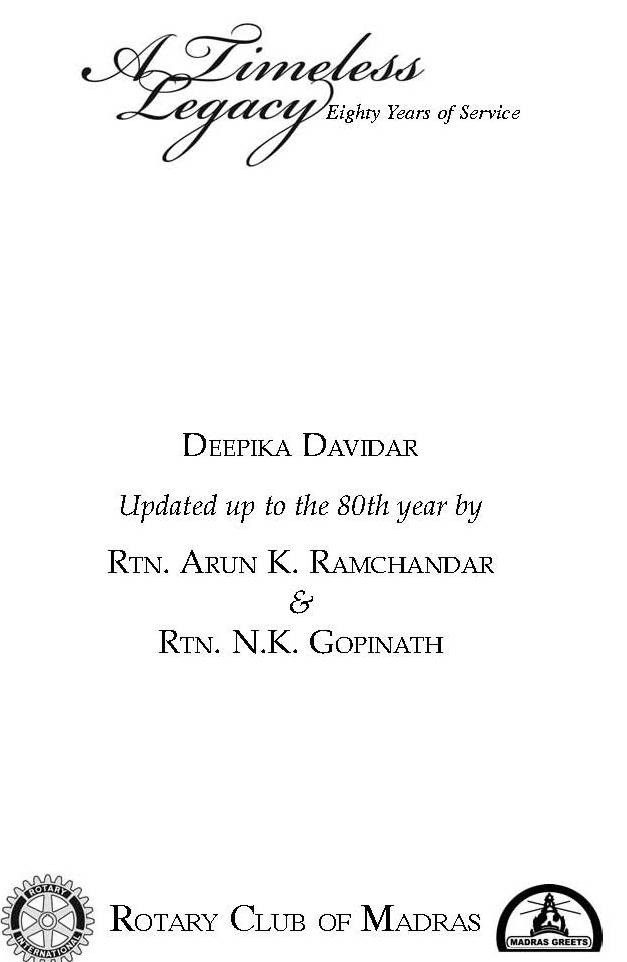 A Timeless
Legacy Eighty Years of Service
DEEPIKA DAVIDAR
Updated up to the 80th year by
RTN. ARUN K. RAMCHANDAR
&
RTN. N.K. GOPINATH
ROTARY
INTERNATIONAL
ROTARY CLUB OF MADRAS
MADRAS GREETS